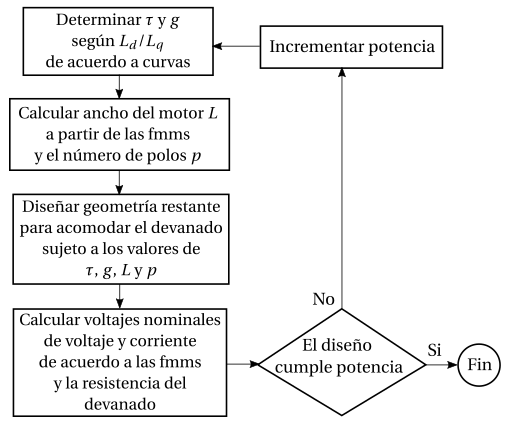 Determinar τ y g
según L_d/L_q
de acuerdo a curvas
Incrementar potencia
Calcular ancho del motor L
a partir de las fmms
y el número de polos p
Diseñar geometría restante
para acomodar el devanado
sujeto a los valores de
τ, g, L y p
Calcular voltajes nominales
de voltaje y corriente
de acuerdo a las fmms
y la resistencia del
devanado
No
El diseño
cumple potencia
Si
Fin